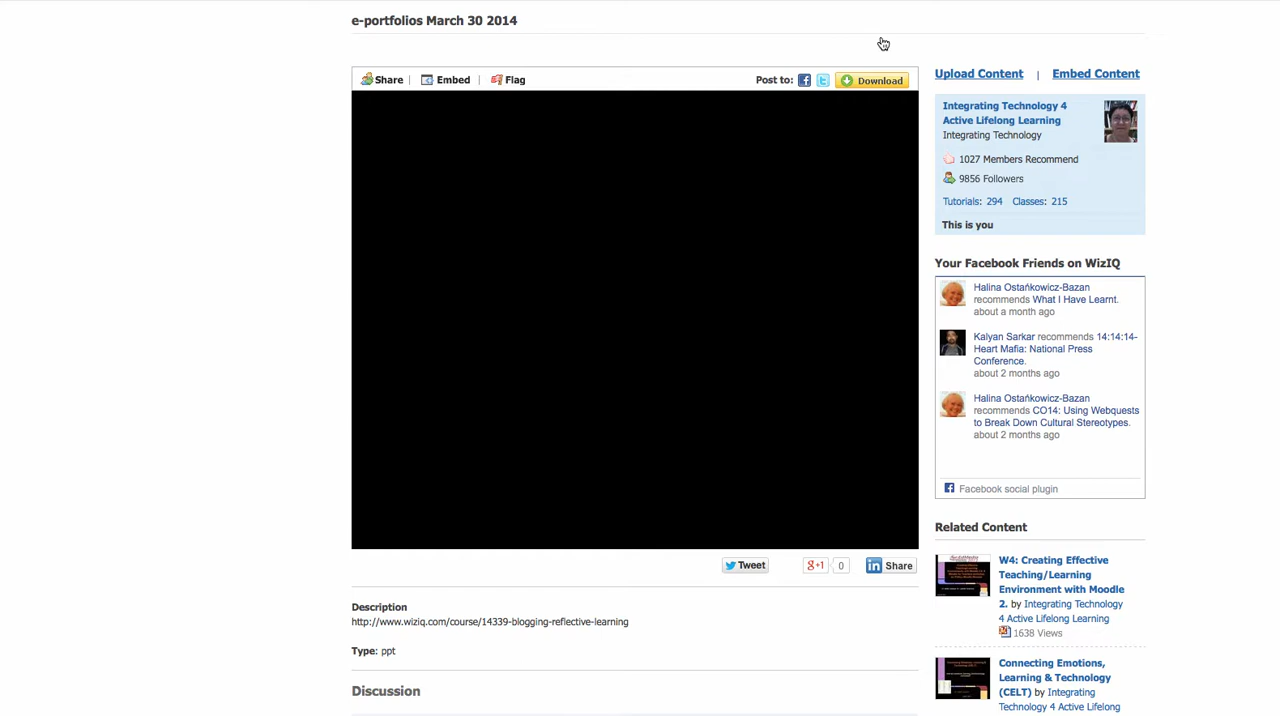 e-portfolios March 30 2014
Share | Embed | Flag
Post to: Download
Upload Content | Embed Content
Integrating Technology 4
Active Lifelong Learning
Integrating Technology
1027 Members Recommend
9856 Followers
Tutorials: 294 Classes: 215
This is you
Your Facebook Friends on WizIQ
Halina Ostańkowicz-Bazan
recommends What I Have Learnt.
about a month ago
Kalyan Sarkar recommends 14:14:14-
Heart Mafia: National Press
Conference.
about 2 months ago
Halina Ostańkowicz-Bazan
recommends CO14: Using Webquests
to Break Down Cultural Stereotypes.
about 2 months ago
Facebook social plugin
Related Content
W4: Creating Effective
Teaching/Learning
Environment with Moodle
2. by Integrating Technology
4 Active Lifelong Learning
1638 Views
Connecting Emotions,
Learning & Technology
(CELT) by Integrating
Technology 4 Active Lifelong
Tweet
g+1 0
in Share
Description
http://www.wiziq.com/course/14339-blogging-reflective-learning
Type: ppt
Discussion